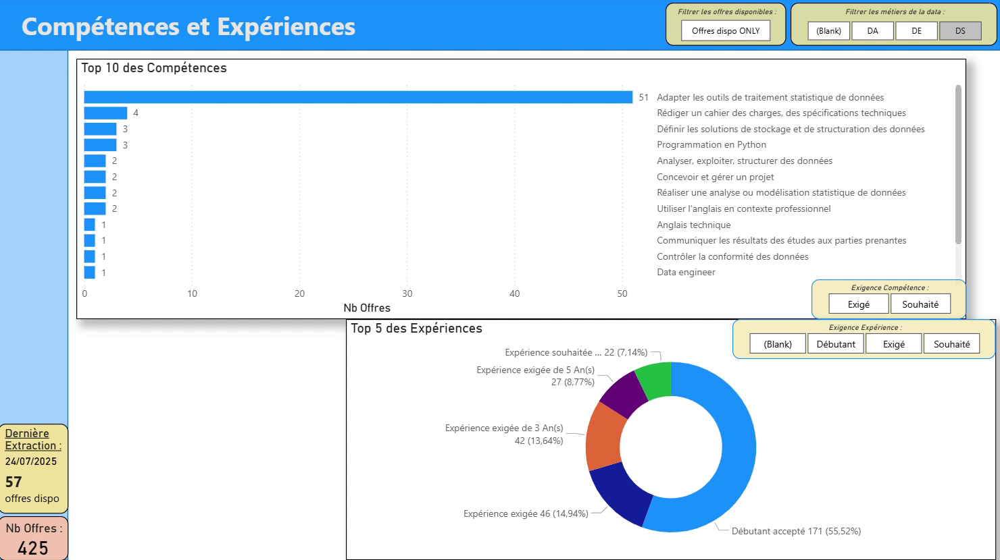 Compétences et Expériences
Filtrer les offres disponibles :
Offres dispo ONLY
Filtrer les métiers de la data :
(Blank)
DA
DE
DS
Top 10 des Compétences
51 Adapter les outils de traitement statistique de données
4 Rédiger un cahier des charges, des spécifications techniques
3 Définir les solutions de stockage et de structuration des données
3 Programmation en Python
2 Analyser, exploiter, structurer des données
2 Concevoir et gérer un projet
2 Réaliser une analyse ou modélisation statistique de données
2 Utiliser l'anglais en contexte professionnel
1 Anglais technique
1 Communiquer les résultats des études aux parties prenantes
1 Contrôler la conformité des données
1 Data engineer
0 10 20 30 40 50
Nb Offres
Exigence Compétence :
Exigé
Souhaité
Top 5 des Expériences
Exigence Expérience :
(Blank)
Débutant
Exigé
Souhaité
Expérience souhaitée ... 22 (7,14%)
Expérience exigée de 5 An(s)
27 (8,77%)
Expérience exigée de 3 An(s)
42 (13,64%)
Expérience exigée 46 (14,94%)
Débutant accepté 171 (55,52%)
Dernière
Extraction :
24/07/2025
57
offres dispo
Nb Offres :
425